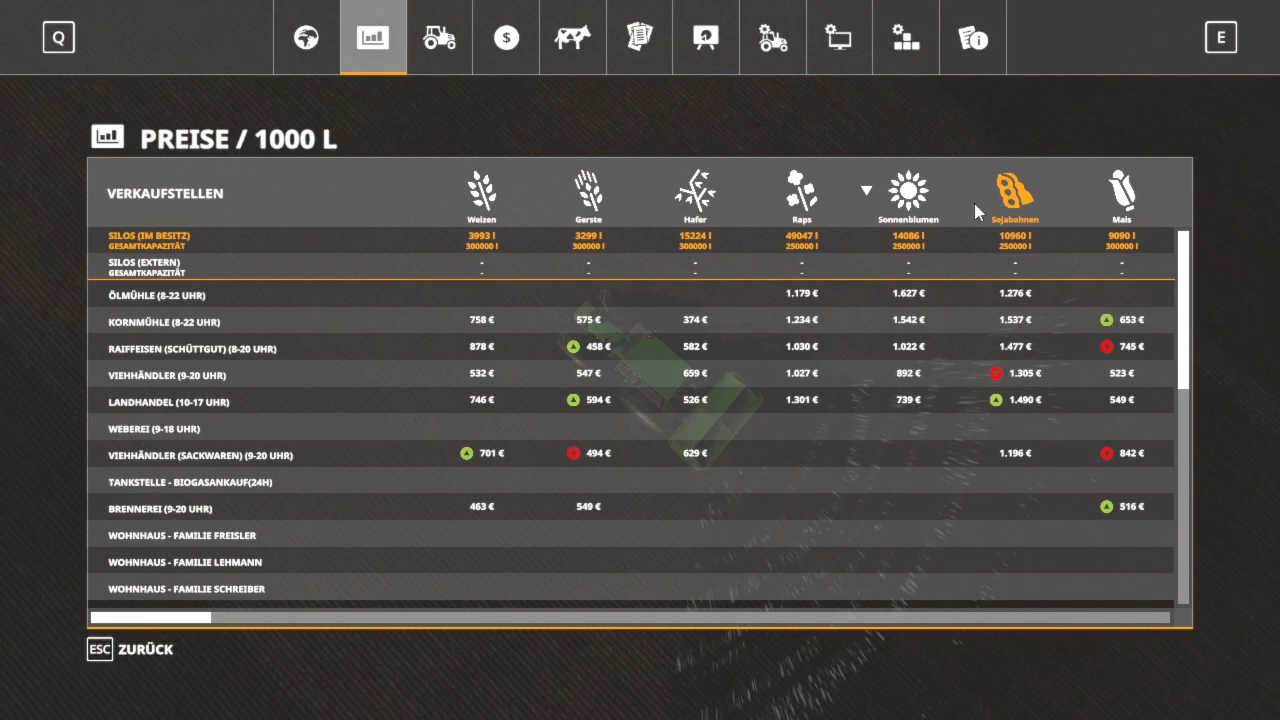 Q E
PREISE / 1000 L
VERKAUFSTELLEN Weizen Gerste Hafer Raps Sonnenblumen Sojabohnen Mais
SILOS (IM BESITZ) 3993 l 3299 l 15224 l 49047 l 14086 l 10960 l 9090 l
GESAMTKAPAZITÄT 300000 l 300000 l 300000 l 250000 l 250000 l 250000 l 300000 l
SILOS (EXTERN) - - - - - - -
GESAMTKAPAZITÄT - - - - - - -
ÖLMÜHLE (8-22 UHR) 1.179 € 1.627 € 1.276 €
KORNMÜHLE (8-22 UHR) 758 € 575 € 374 € 1.234 € 1.542 € 1.537 € 653 €
RAIFFEISEN (SCHÜTTGUT) (8-20 UHR) 878 € 458 € 582 € 1.030 € 1.022 € 1.477 € 745 €
VIEHHÄNDLER (9-20 UHR) 532 € 547 € 659 € 1.027 € 892 € 1.305 € 523 €
LANDHANDEL (10-17 UHR) 746 € 594 € 526 € 1.301 € 739 € 1.490 € 549 €
WEBEREI (9-18 UHR)
VIEHHÄNDLER (SACKWAREN) (9-20 UHR) 701 € 494 € 629 € 1.196 € 842 €
TANKSTELLE - BIOGASANKAUF(24H)
BRENNEREI (9-20 UHR) 463 € 549 € 516 €
WOHNHAUS - FAMILIE FREISLER
WOHNHAUS - FAMILIE LEHMANN
WOHNHAUS - FAMILIE SCHREIBER
ESC ZURÜCK